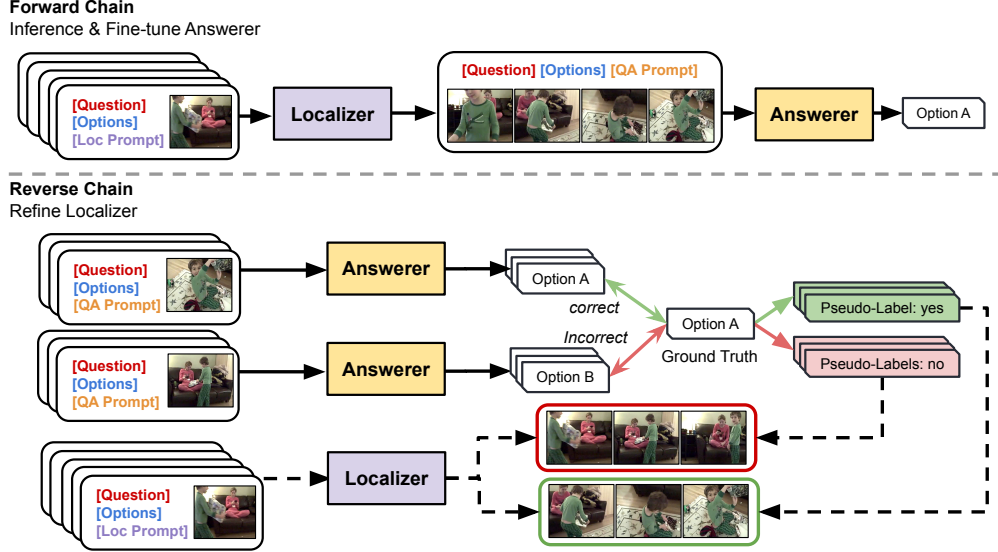 Forward Chain
Inference & Fine-tune Answerer
[Question]
[Options]
[Loc Prompt]
Localizer
[Question] [Options] [QA Prompt]
Answerer
Option A
Reverse Chain
Refine Localizer
[Question]
[Options]
[QA Prompt]
Answerer
Option A
correct
Incorrect
Option A
Ground Truth
Pseudo-Label: yes
Pseudo-Labels: no
[Question]
[Options]
[QA Prompt]
Answerer
Option B
[Question]
[Options]
[Loc Prompt]
Localizer